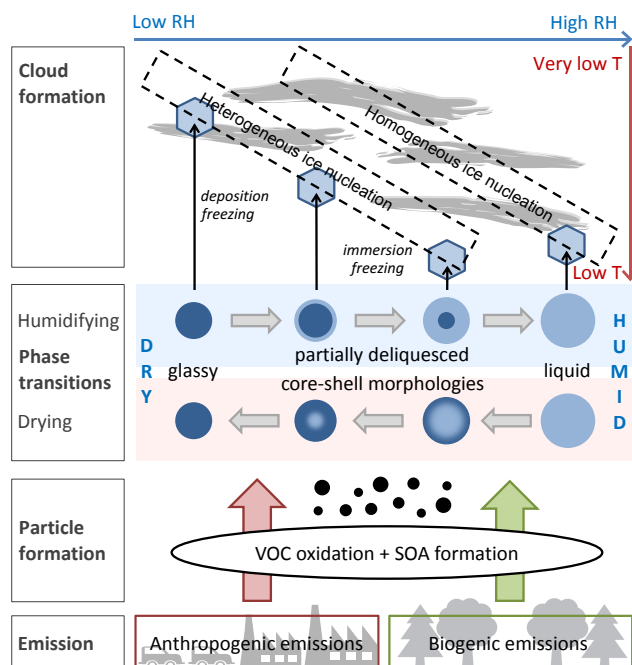 Low RH
High RH
Cloud
formation
Very low T
Heterogeneous ice nucleation
Homogeneous ice nucleation
deposition
freezing
immersion
freezing
Low T
Humidifying
Phase
transitions
Drying
DRY
glassy
partially deliquesced
core-shell morphologies
liquid
HUMID
Particle
formation
VOC oxidation + SOA formation
Emission
Anthropogenic emissions
Biogenic emissions